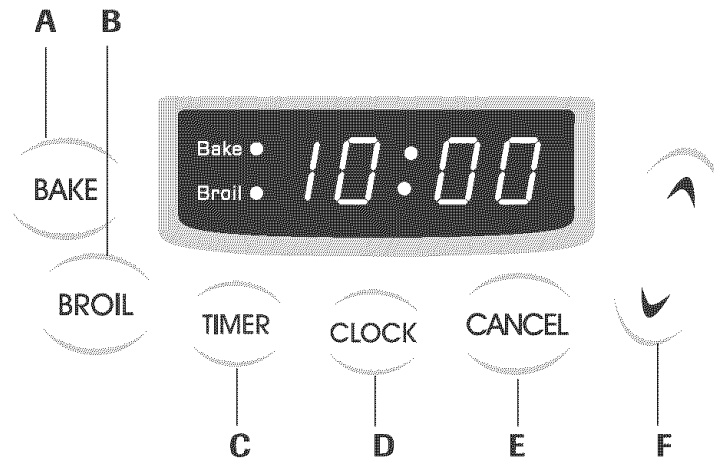 A B
Bake
10:00
Broil
BAKE
BROIL
TIMER
CLOCK
CANCEL
C D E F